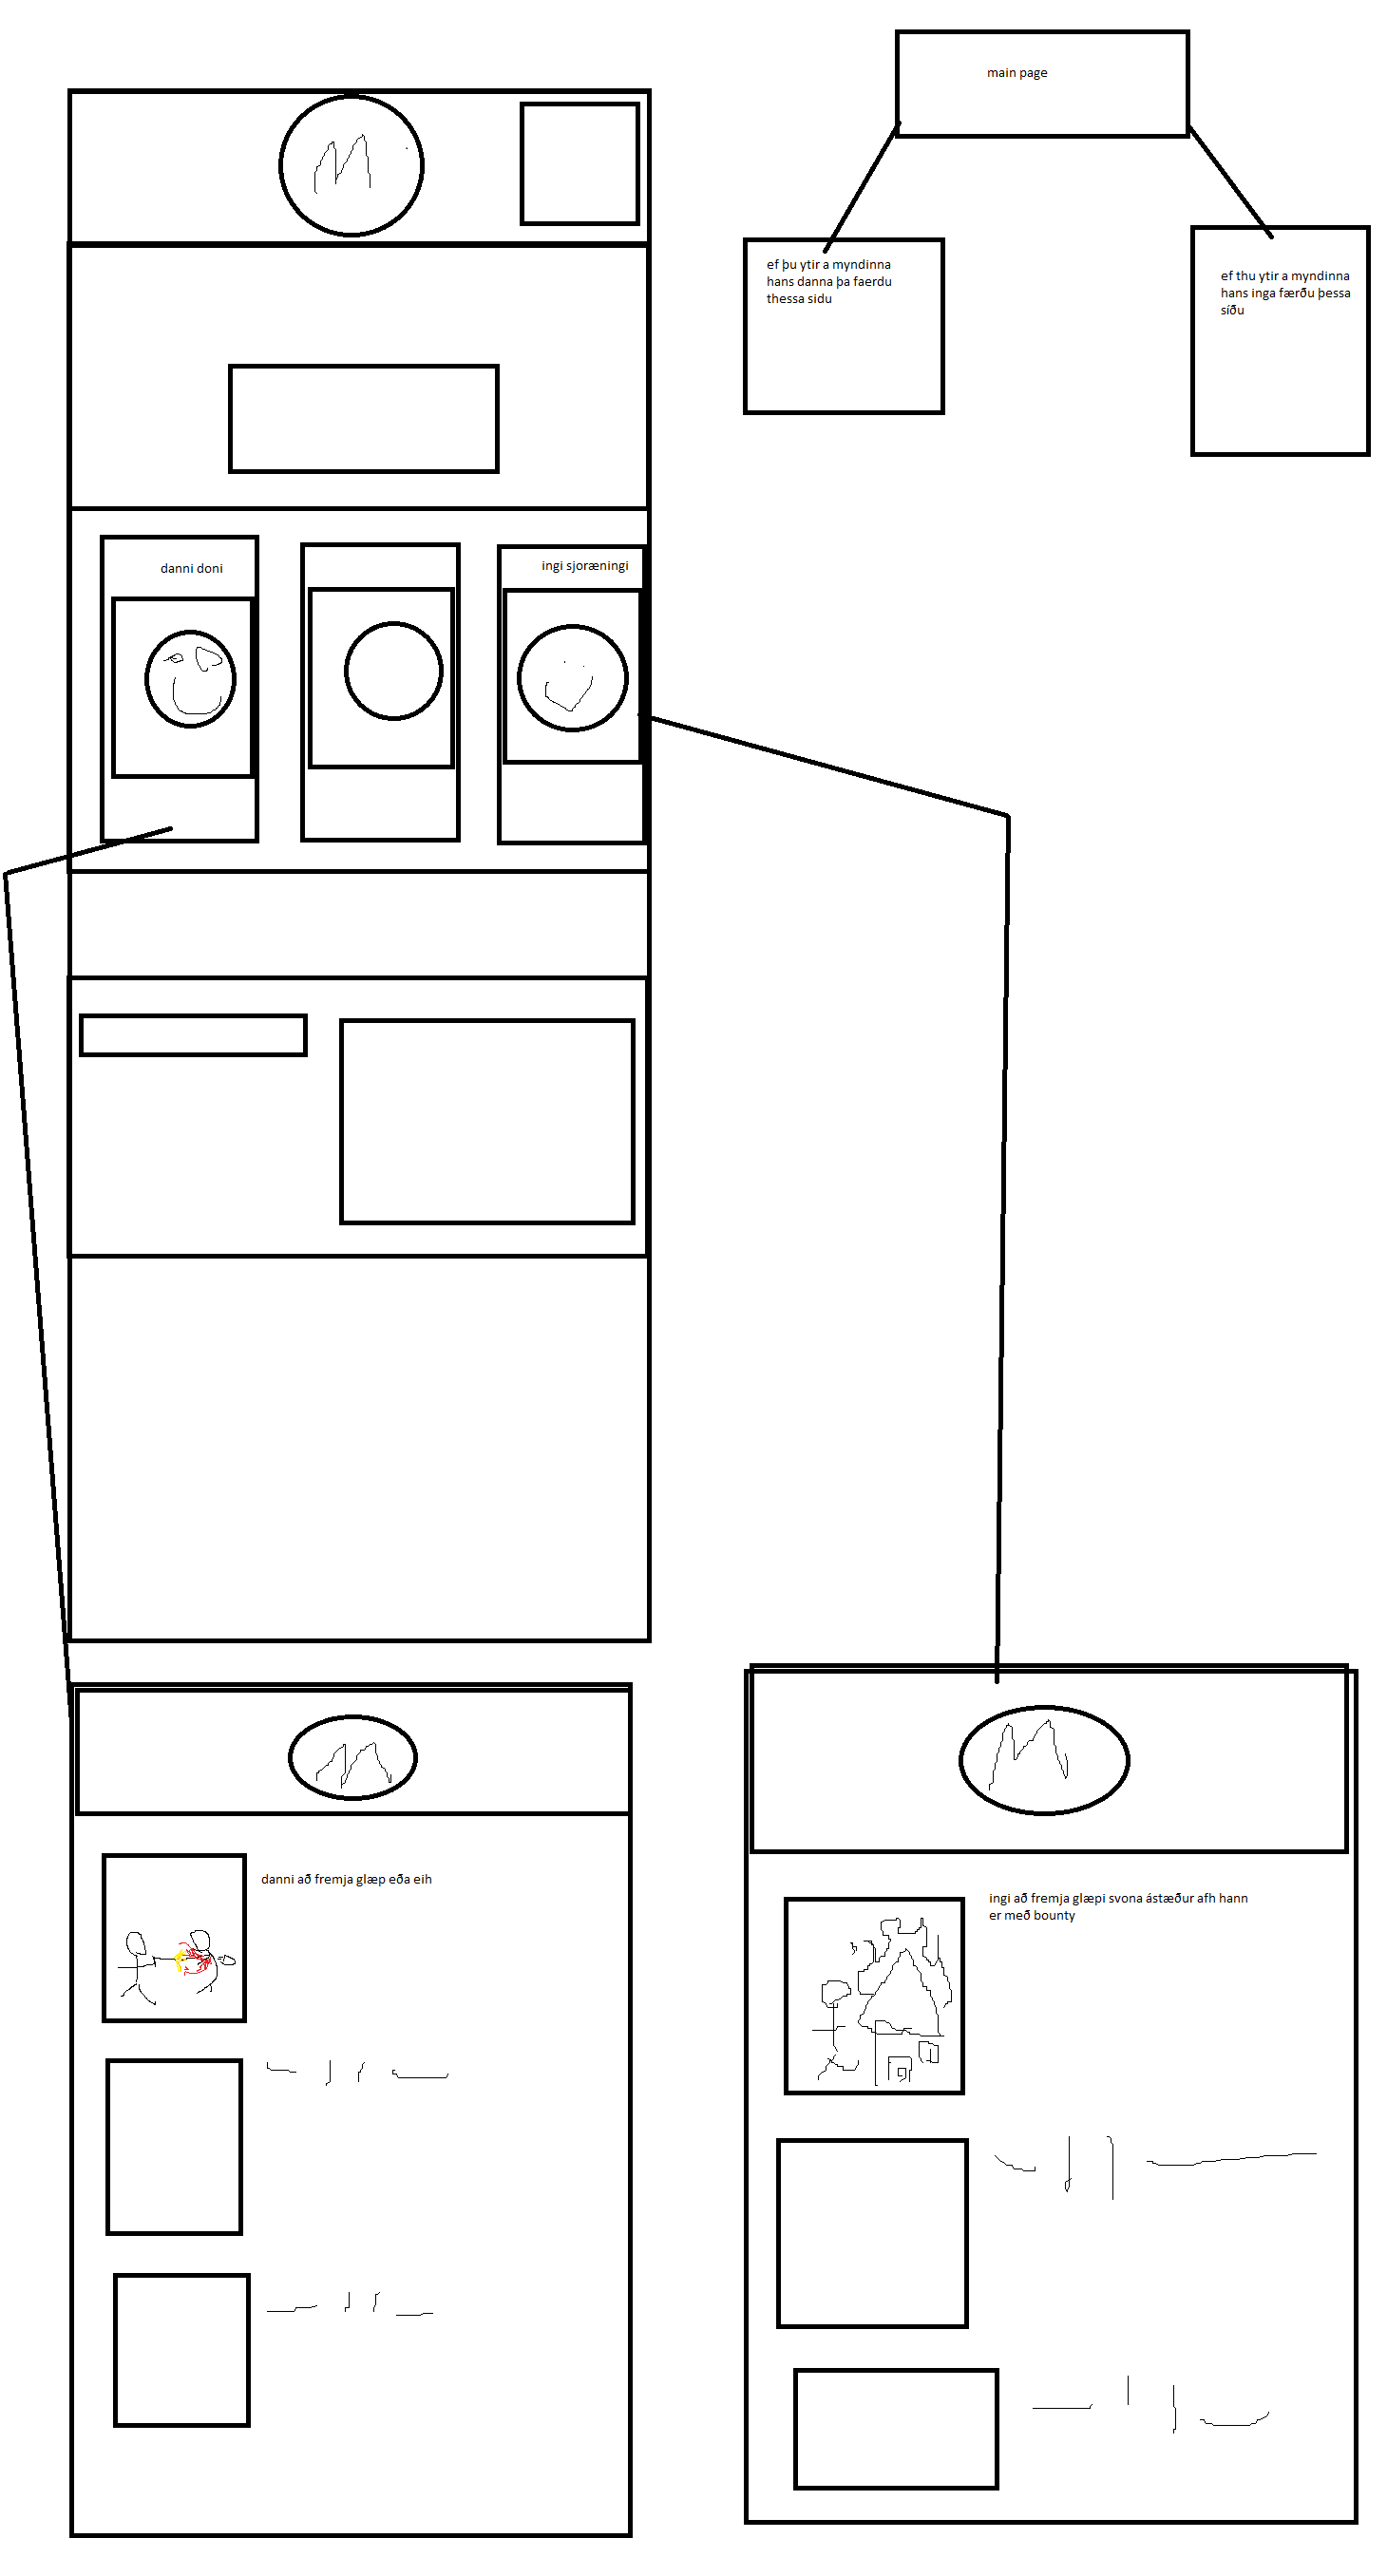 main page
ef þu ytir a myndinna
hans danna þa faerdu
thessa sidu
ef thu ytir a myndinna
hans inga færðu þessa
síðu
M
danni doni
ingi sjoræningi
M
danni að fremja glæp eða eih
M
ingi að fremja glæpi svona ástæður afh hann
er með bounty